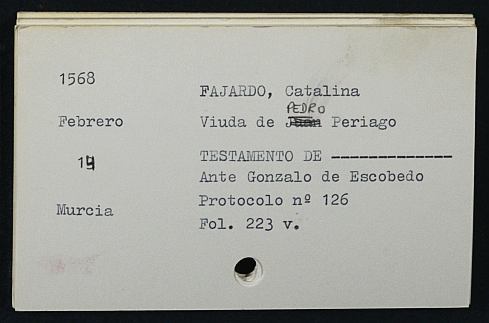 1568
FAJARDO, Catalina
PEDRO
Febrero
Viuda de Juan Periago
14
TESTAMENTO DE -------------
Ante Gonzalo de Escobedo
Protocolo nº 126
Murcia
Fol. 223 v.